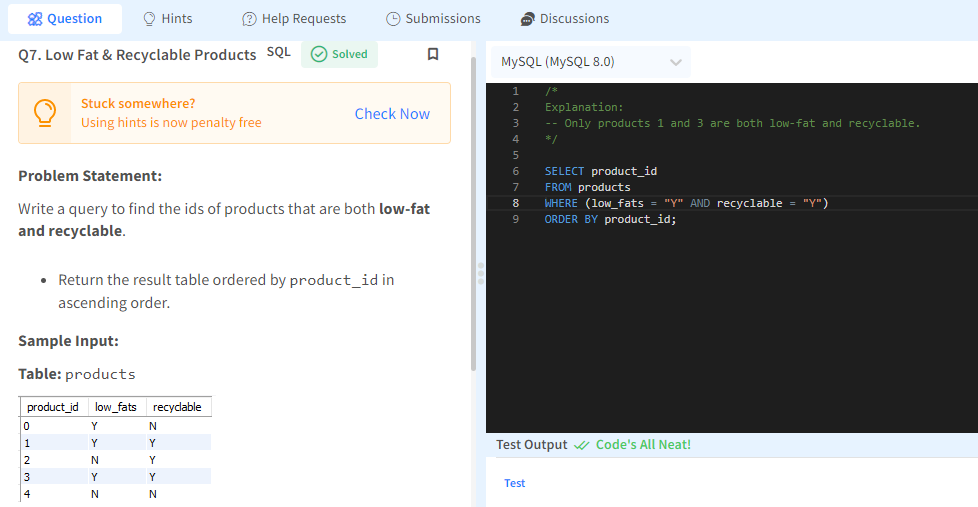 Question Hints Help Requests Submissions Discussions
Q7. Low Fat & Recyclable Products SQL Solved
Stuck somewhere?
Using hints is now penalty free
Check Now
Problem Statement:
Write a query to find the ids of products that are both low-fat
and recyclable.
• Return the result table ordered by product_id in
ascending order.
Sample Input:
Table: products
product_id low_fats recyclable
0 Y N
1 Y Y
2 N Y
3 Y Y
4 N N
MySQL (MySQL 8.0)
1 /*
2 Explanation:
3 -- Only products 1 and 3 are both low-fat and recyclable.
4 */
5
6 SELECT product_id
7 FROM products
8 WHERE (low_fats = "Y" AND recyclable = "Y")
9 ORDER BY product_id;
Test Output Code's All Neat!
Test